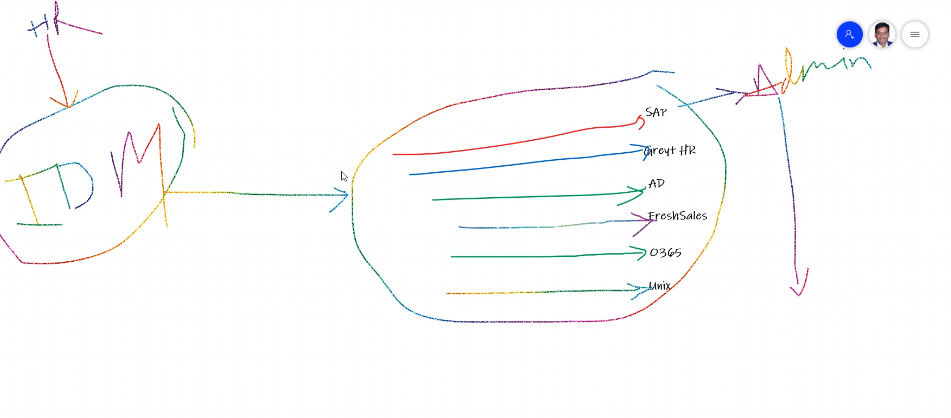 HR
Admin
IDM
SAP
Greyt HR
AD
FreshSales
O365
Unix